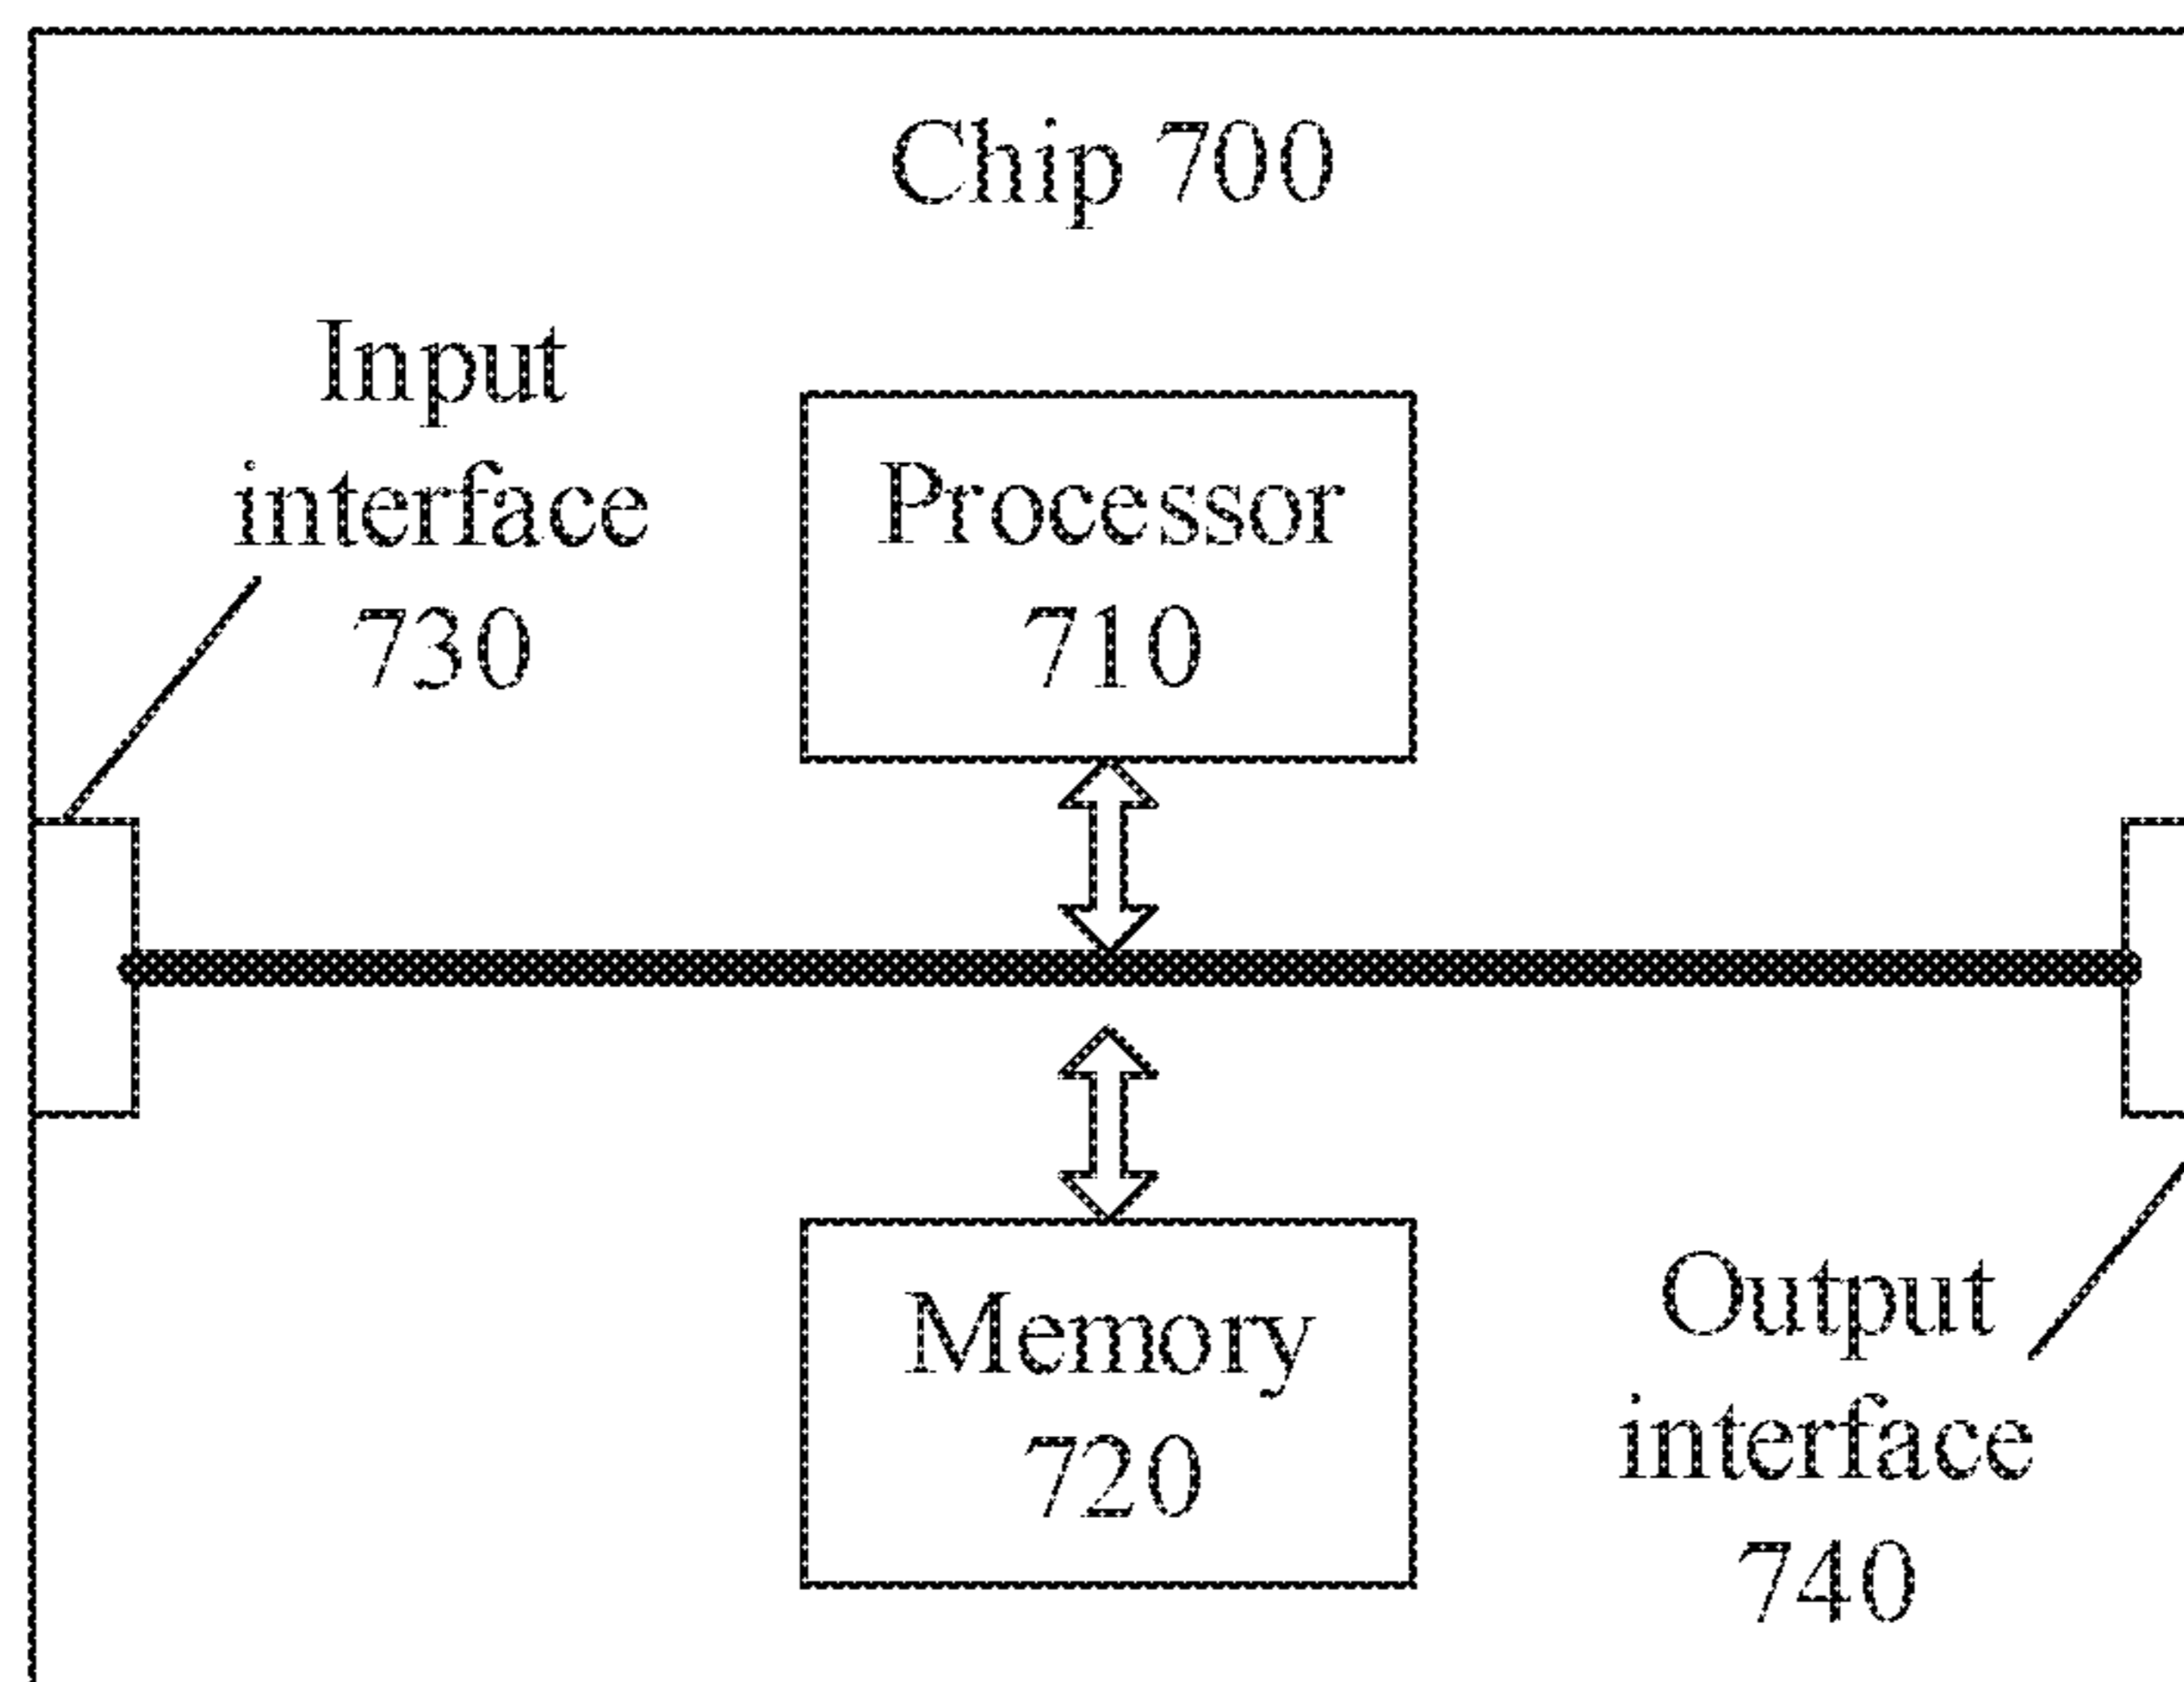 Chip 700
Input
interface
730
Processor
710
Memory
720
Output
interface
740